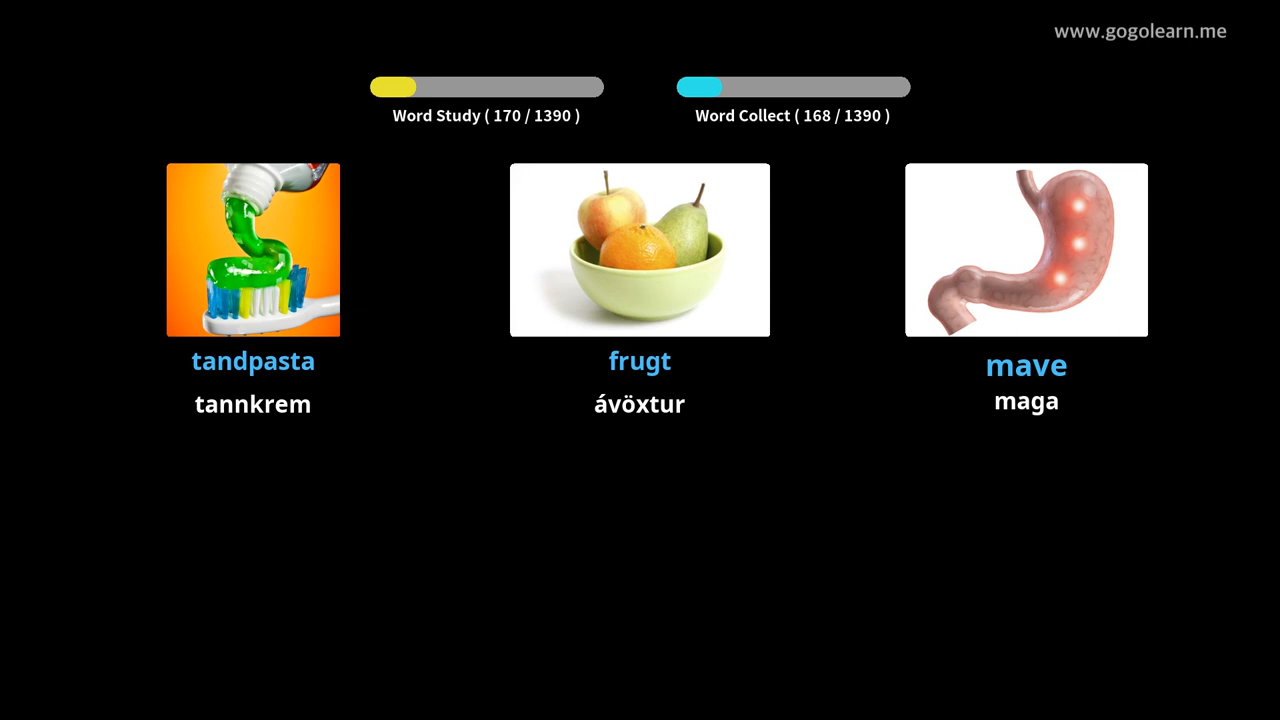 www.gogolearn.me
Word Study ( 170 / 1390 )
Word Collect ( 168 / 1390 )
tandpasta
frugt
mave
tannkrem
ávöxtur
maga